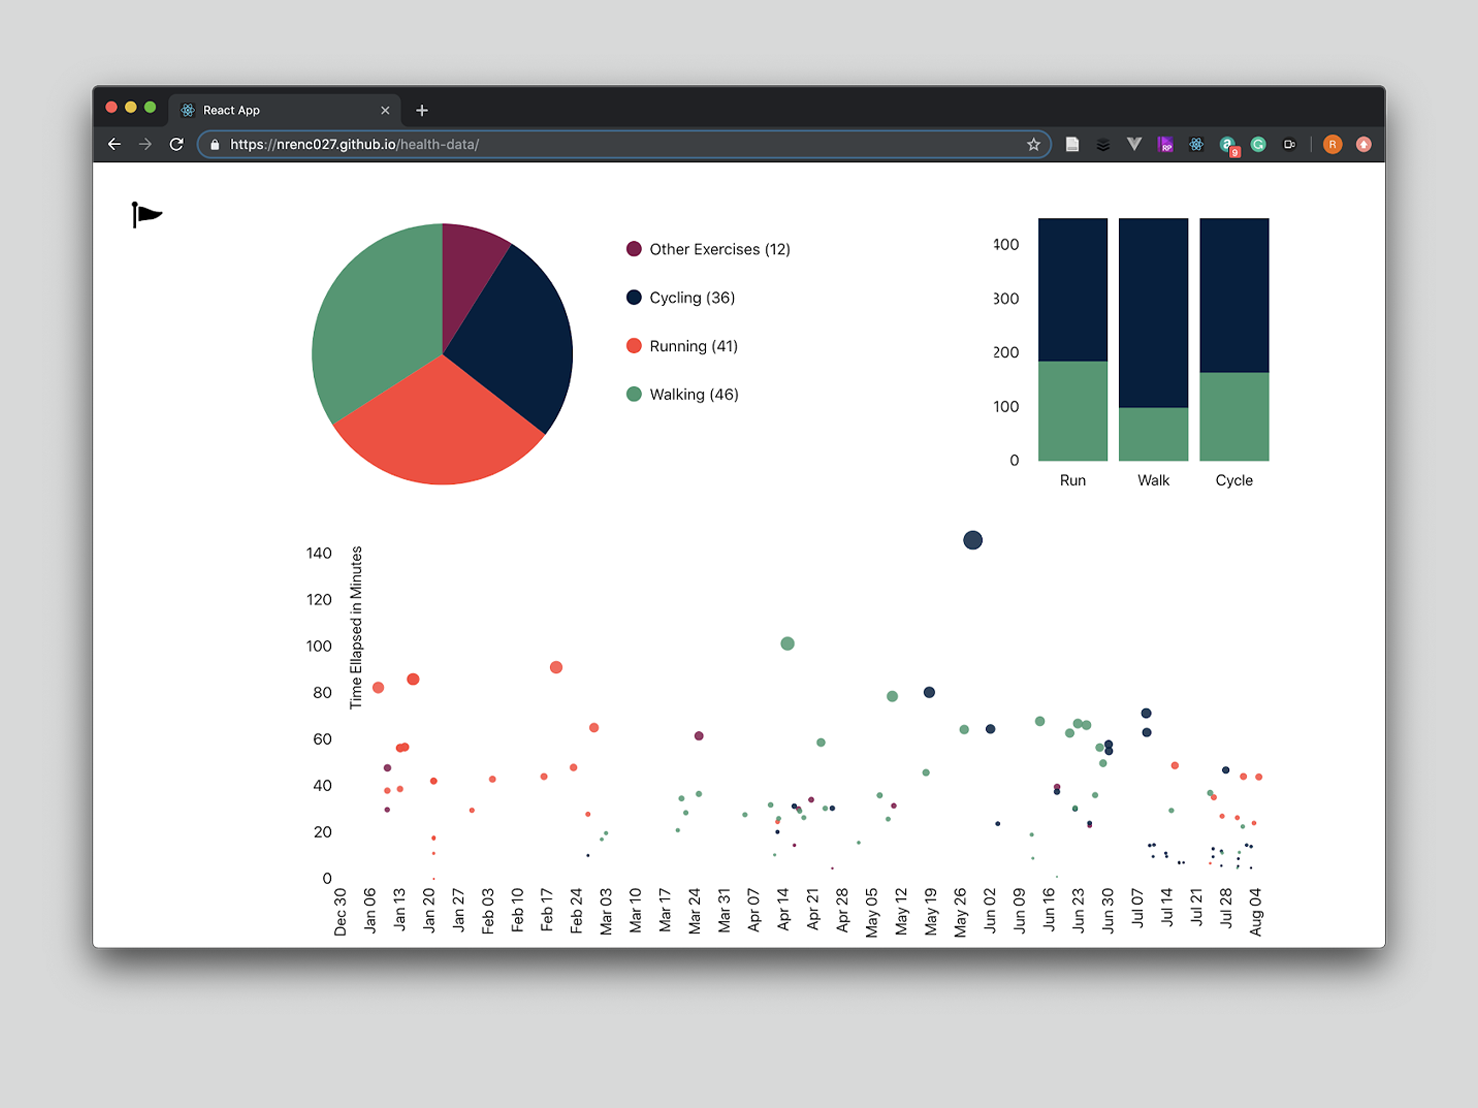 React App
https://nrenc027.github.io/health-data/
RP
9
R
Other Exercises (12)
Cycling (36)
Running (41)
Walking (46)
400
300
200
100
0
Run Walk Cycle
140
120
100
80
60
40
20
0
Time Ellapsed in Minutes
Dec 30
Jan 06
Jan 13
Jan 20
Jan 27
Feb 03
Feb 10
Feb 17
Feb 24
Mar 03
Mar 10
Mar 17
Mar 24
Mar 31
Apr 07
Apr 14
Apr 21
Apr 28
May 05
May 12
May 19
May 26
Jun 02
Jun 09
Jun 16
Jun 23
Jun 30
Jul 07
Jul 14
Jul 21
Jul 28
Aug 04